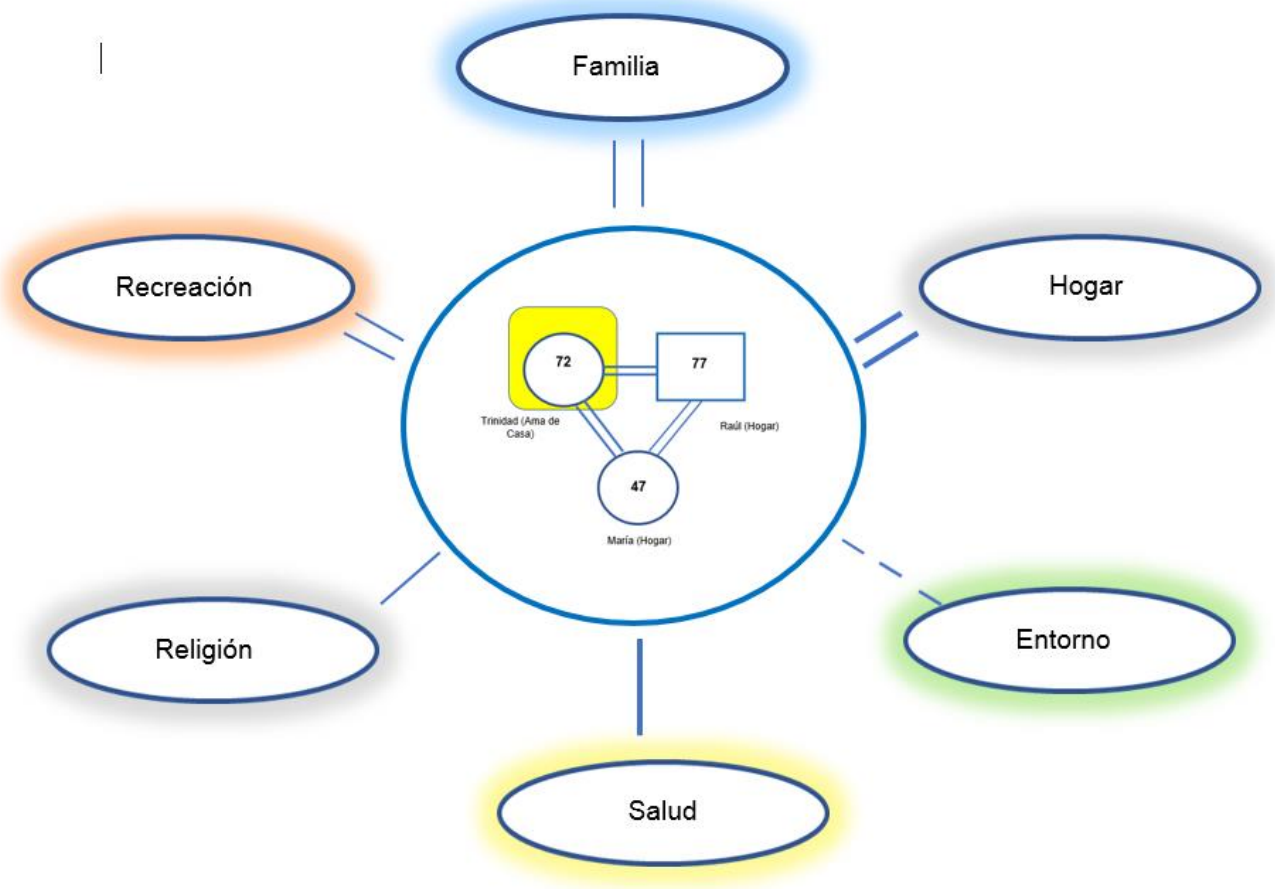 Familia
Recreación
Hogar
72
77
Trinidad (Ama de
Casa)
Raúl (Hogar)
47
María (Hogar)
Religión
Entorno
Salud